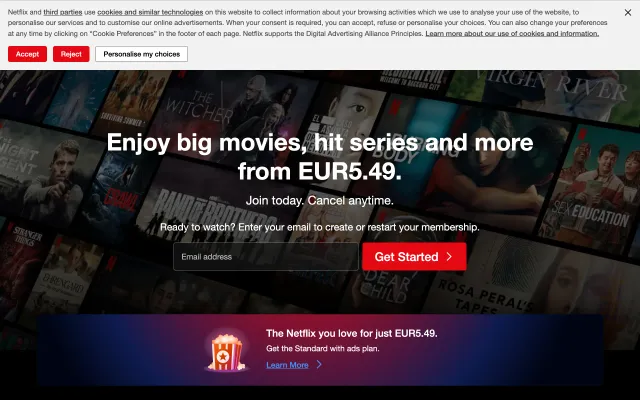 Netflix and third parties use cookies and similar technologies on this website to collect information about your browsing activities which we use to analyse your use of the website, to
personalise our services and to customise our online advertisements. When your consent is required, you can accept, refuse or personalise your choices. You can also change your preferences
at any time by clicking on “Cookie Preferences” in the footer of each page. Netflix supports the Digital Advertising Alliance Principles. Learn more about our use of cookies and information.
Accept
Reject
Personalise my choices
VIRGIN RIVER
THE WITCHER
Enjoy big movies, hit series and more
from EUR5.49.
Join today. Cancel anytime.
Ready to watch? Enter your email to create or restart your membership.
Email address
Get Started
BODY
SEX EDUCATION
STRANGER THINGS
DEAR CHILD
ROSA PERAL'S TAPES
The Netflix you love for just EUR5.49.
Get the Standard with ads plan.
Learn More